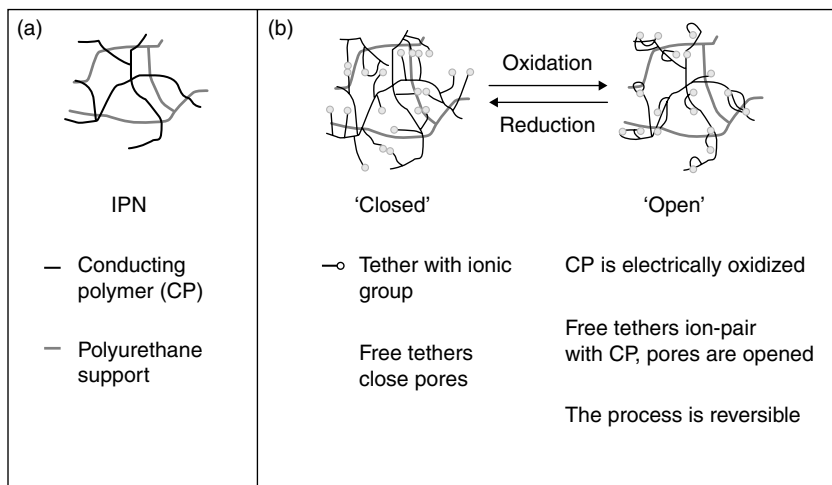 (a)
IPN
Conducting
polymer (CP)
Polyurethane
support
(b)
Oxidation
Reduction
'Closed'
'Open'
Tether with ionic
group
Free tethers
close pores
CP is electrically oxidized
Free tethers ion-pair
with CP, pores are opened
The process is reversible